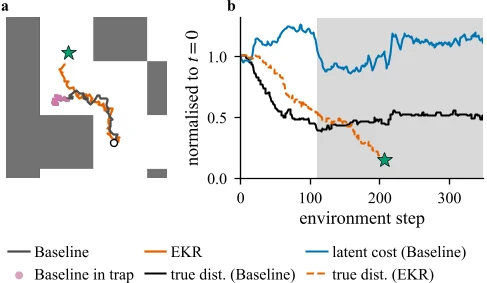 a
b
normalised to t = 0
1.0
0.5
0.0
0 100 200 300
environment step
Baseline EKR latent cost (Baseline)
Baseline in trap true dist. (Baseline) true dist. (EKR)